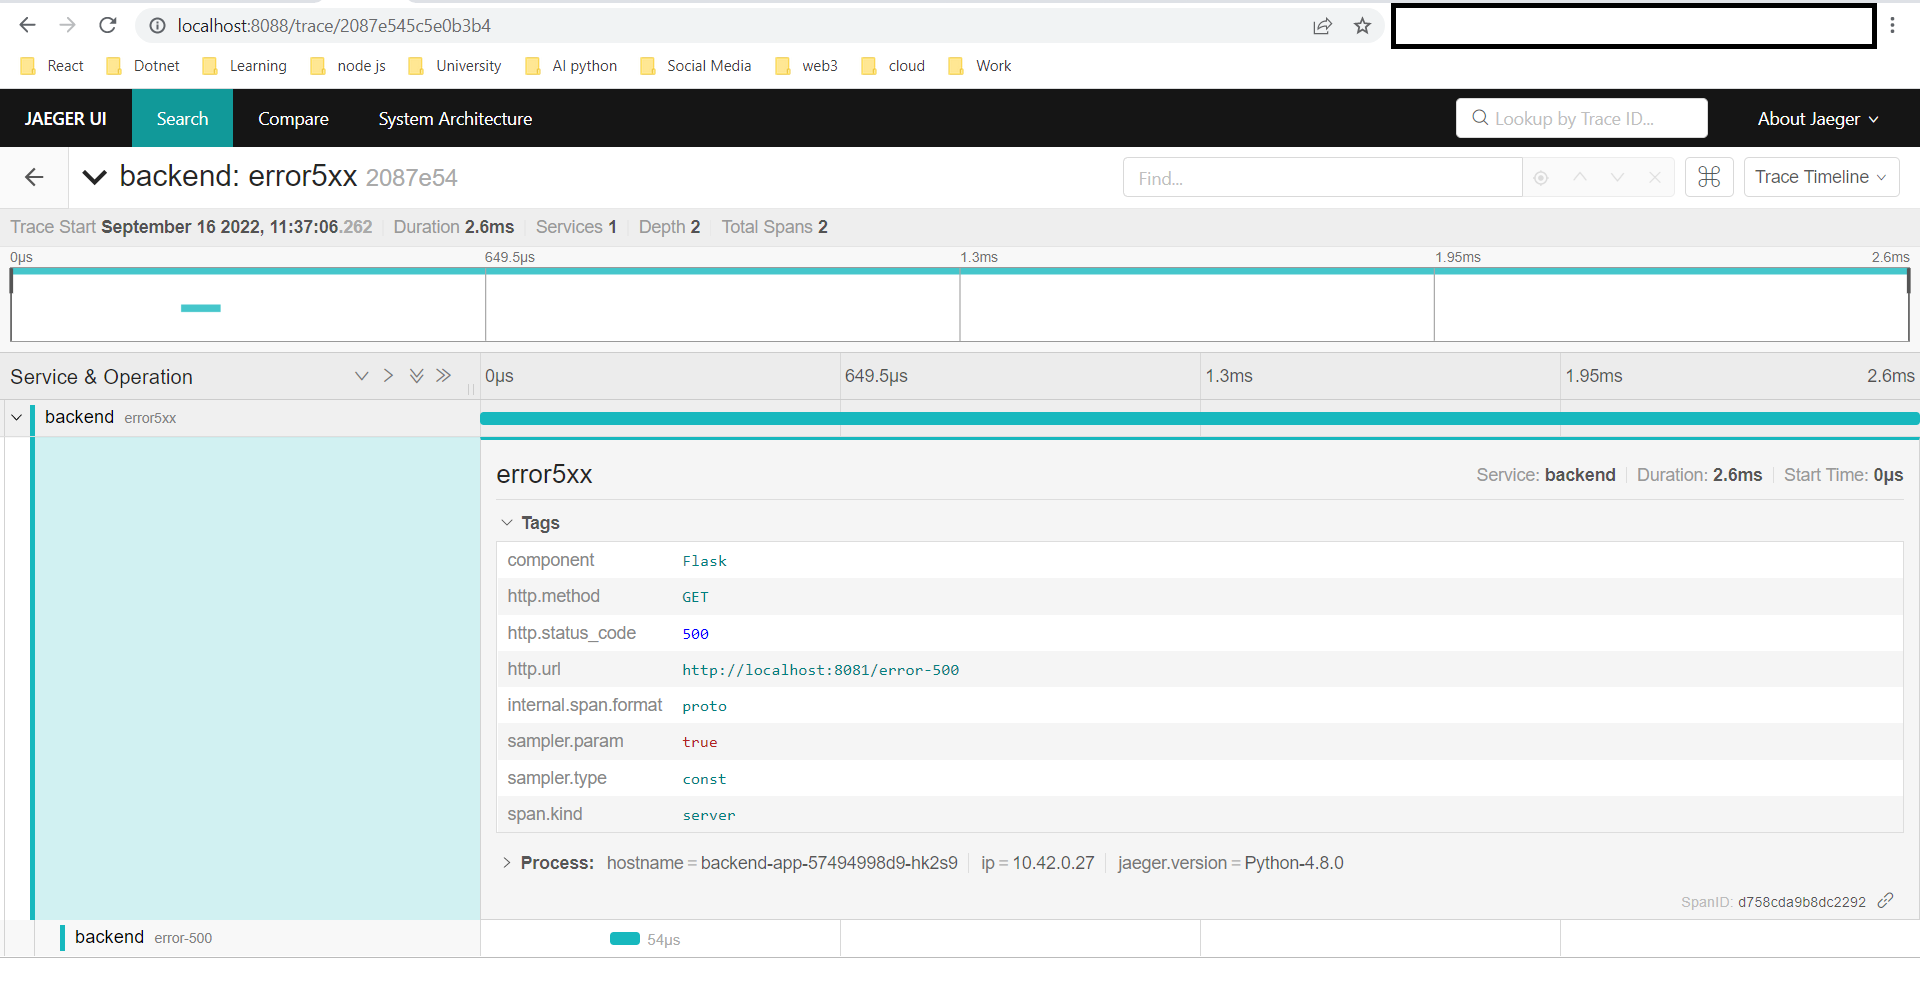 localhost:8088/trace/2087e545c5e0b3b4
React Dotnet Learning node js University AI python Social Media web3 cloud Work
JAEGER UI Search Compare System Architecture Lookup by Trace ID... About Jaeger
backend: error5xx 2087e54 Find... Trace Timeline
Trace Start September 16 2022, 11:37:06.262 Duration 2.6ms Services 1 Depth 2 Total Spans 2
0μs 649.5μs 1.3ms 1.95ms 2.6ms
Service & Operation 0μs 649.5μs 1.3ms 1.95ms 2.6ms
backend error5xx
error5xx Service: backend Duration: 2.6ms Start Time: 0μs
Tags
component Flask
http.method GET
http.status_code 500
http.url http://localhost:8081/error-500
internal.span.format proto
sampler.param true
sampler.type const
span.kind server
Process: hostname = backend-app-57494998d9-hk2s9 ip = 10.42.0.27 jaeger.version = Python-4.8.0
SpanID: d758cda9b8dc2292
backend error-500 54μs